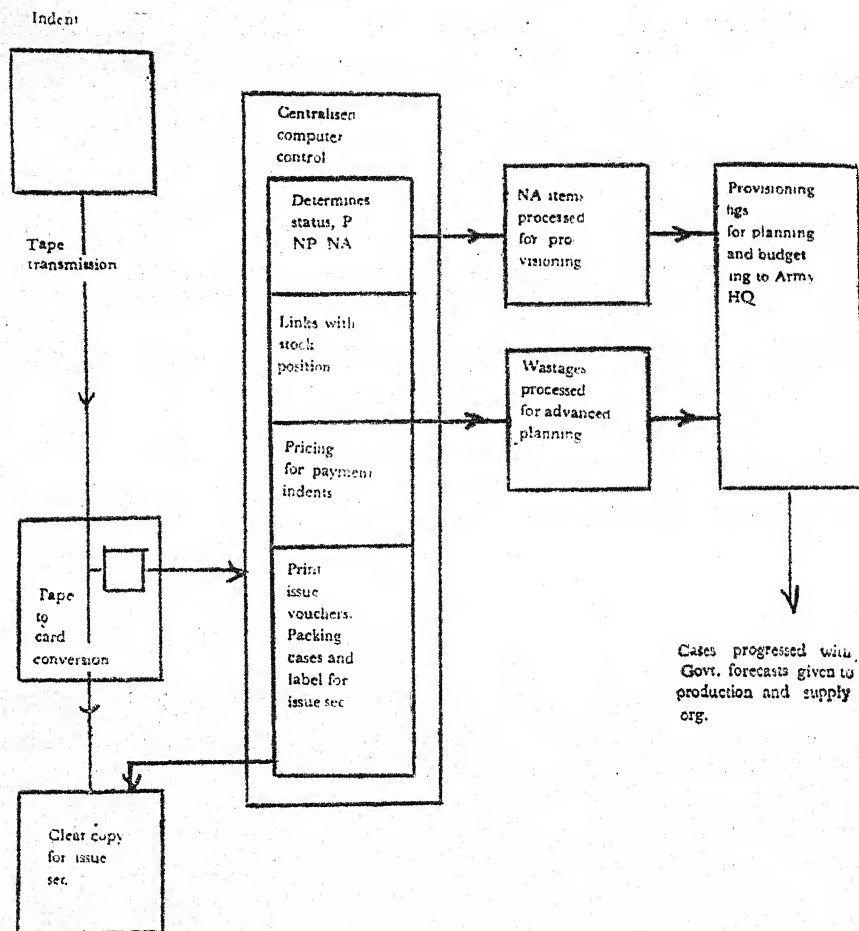 Indent
Tape
transmission
Tape
to
card
conversion
Clear copy
for issue
sec.
Centralised
computer
control
Determines
status, P
NP NA
Links with
stock
position
Pricing
for payment
indents
Print
issue
vouchers.
Packing
cases and
label for
issue sec
NA items
processed
for pro-
visioning
Wastages
processed
for advanced
planning
Provisioning
figs
for planning
and budget
ing to Army
HQ
Cases progressed with
Govt. forecasts given to
production and supply
org.